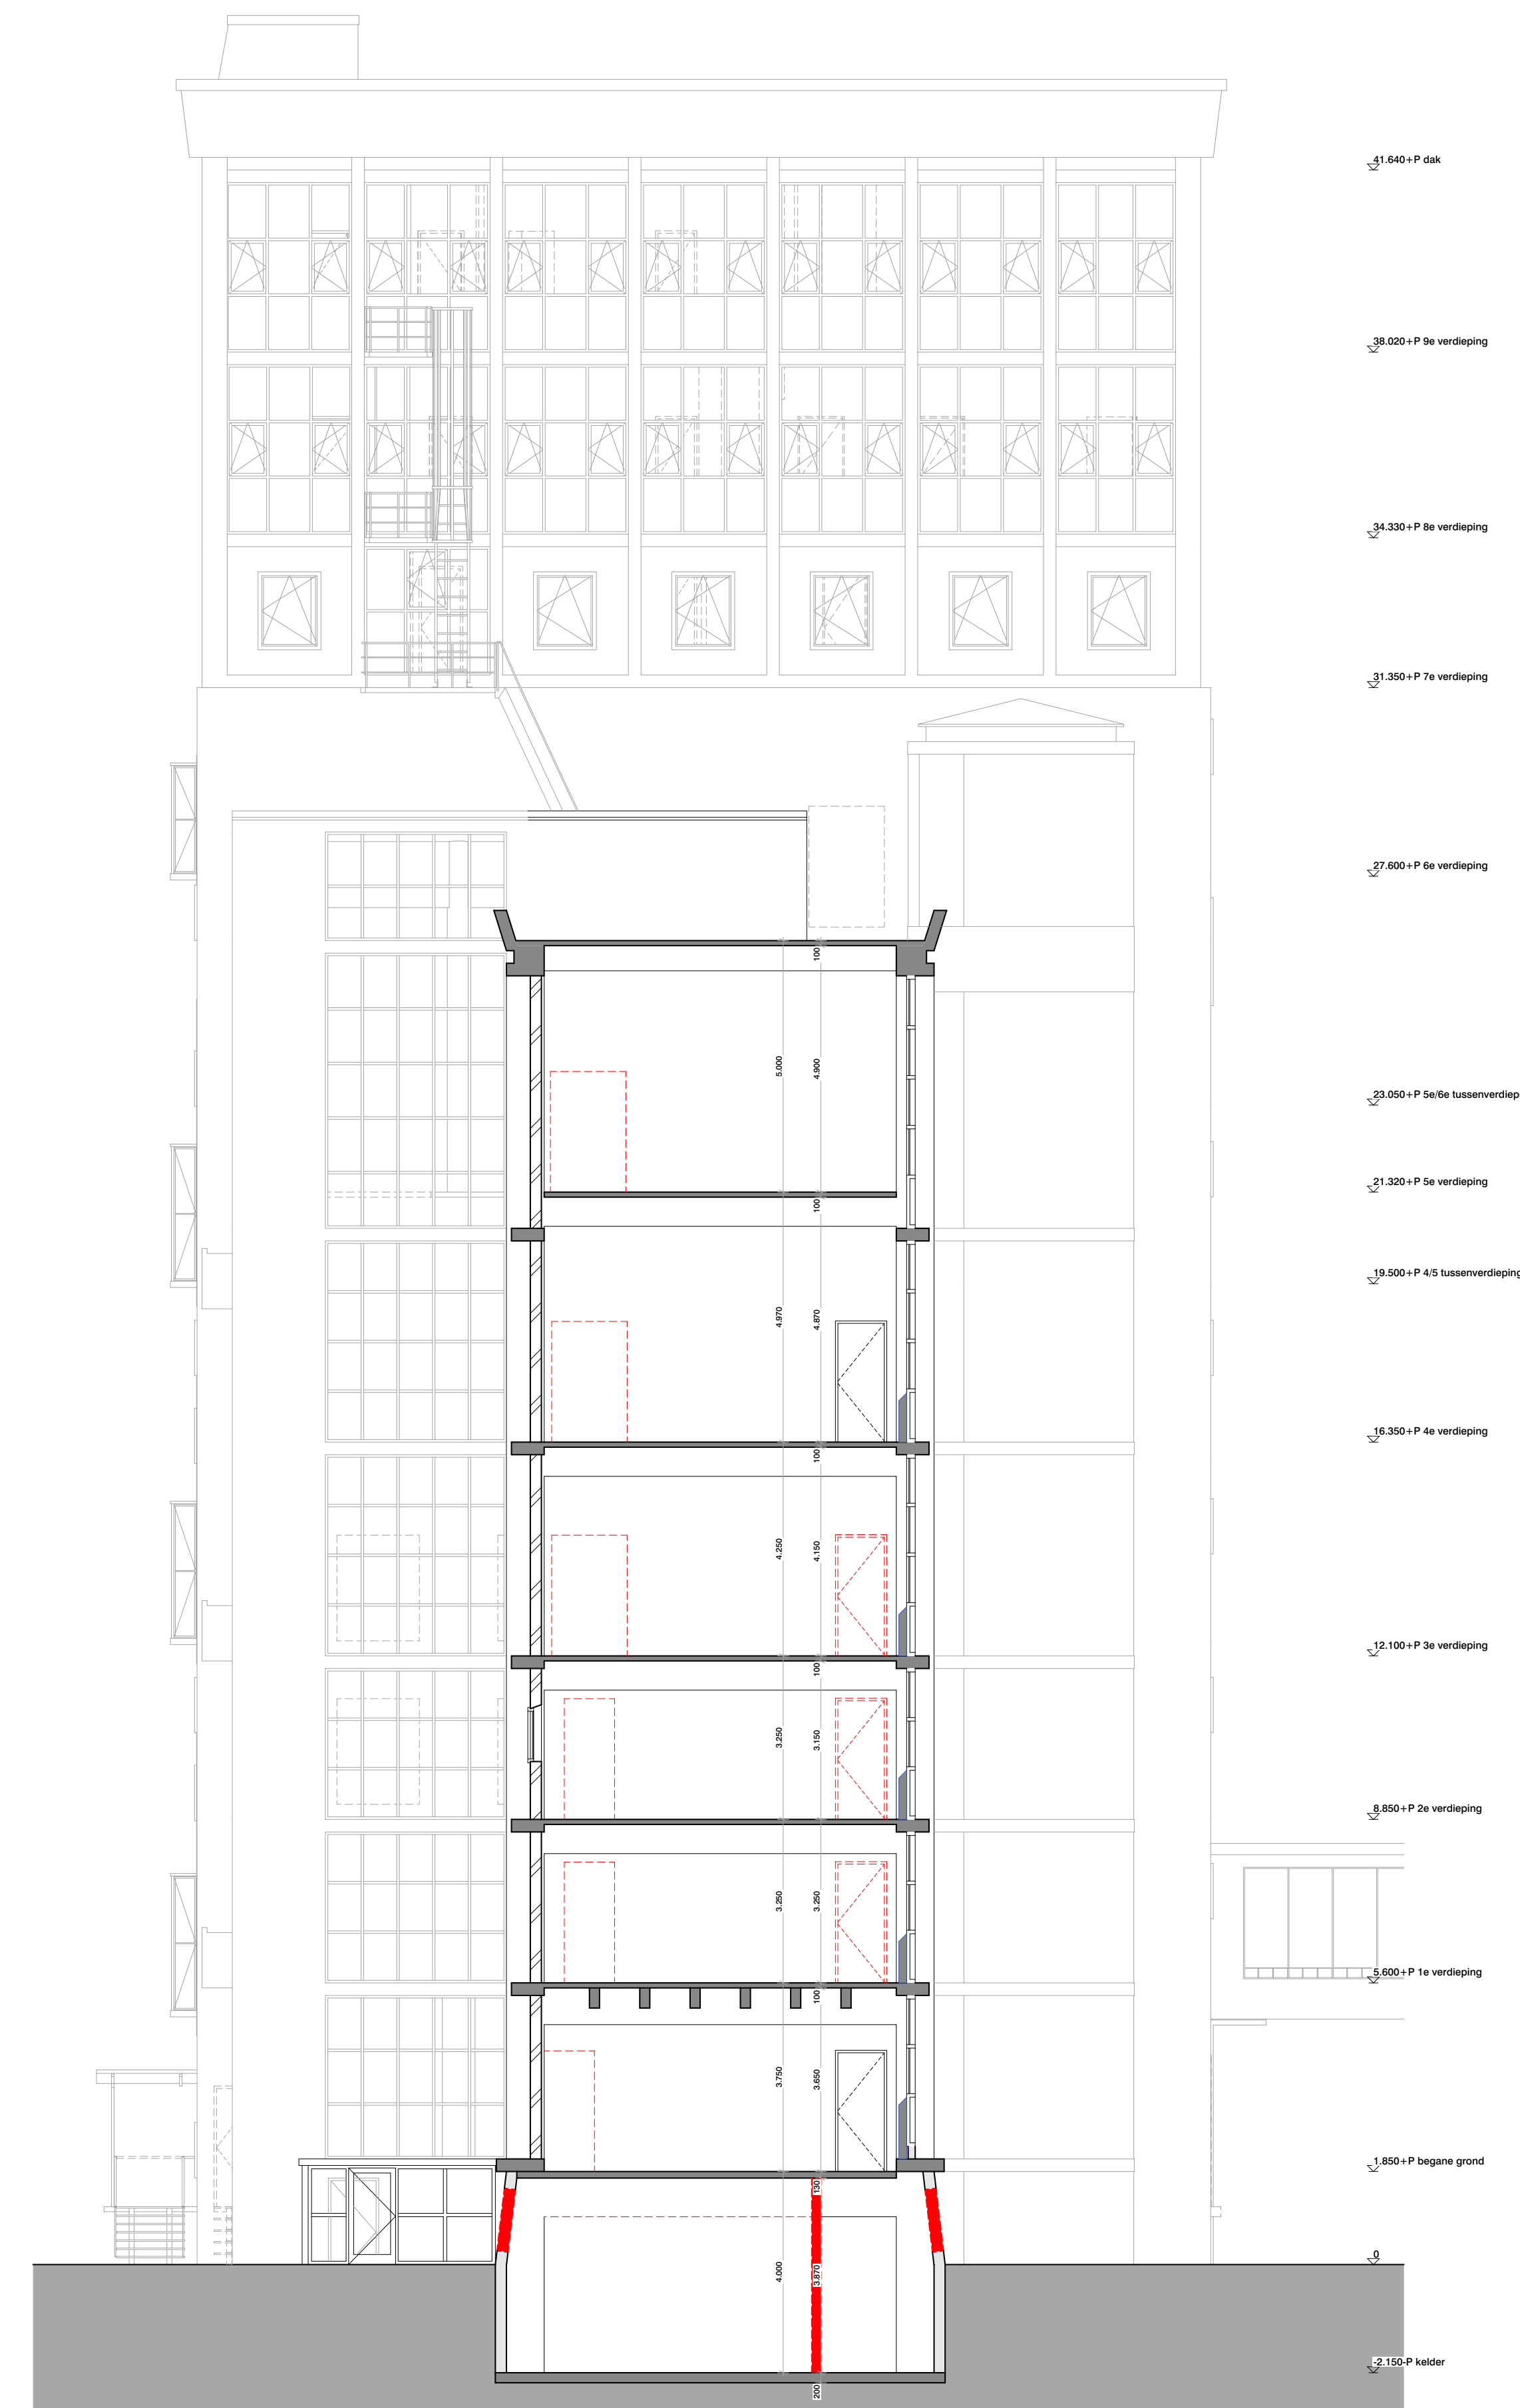 41.640+P dak
38.020+P 9e verdieping
34.330+P 8e verdieping
31.350+P 7e verdieping
27.600+P 6e verdieping
100
5.000
4.900
23.050+P 5e/6e tussenverdiep
21.320+P 5e verdieping
100
19.500+P 4/5 tussenverdieping
4.970
4.870
16.350+P 4e verdieping
100
4.250
4.150
12.100+P 3e verdieping
100
3.250
3.150
8.850+P 2e verdieping
3.250
3.250
5.600+P 1e verdieping
100
3.750
3.650
1.850+P begane grond
130
0
4.000
3.870
-2.150-P kelder
200